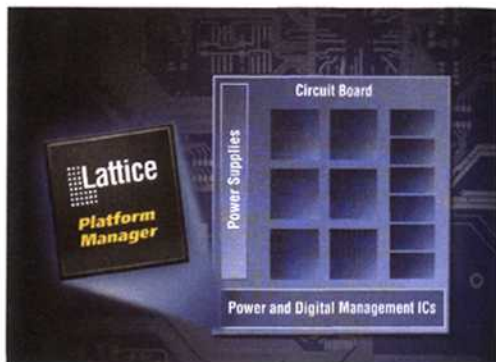 Lattice
Platform
Manager
Circuit Board
Power Supplies
Power and Digital Management ICs